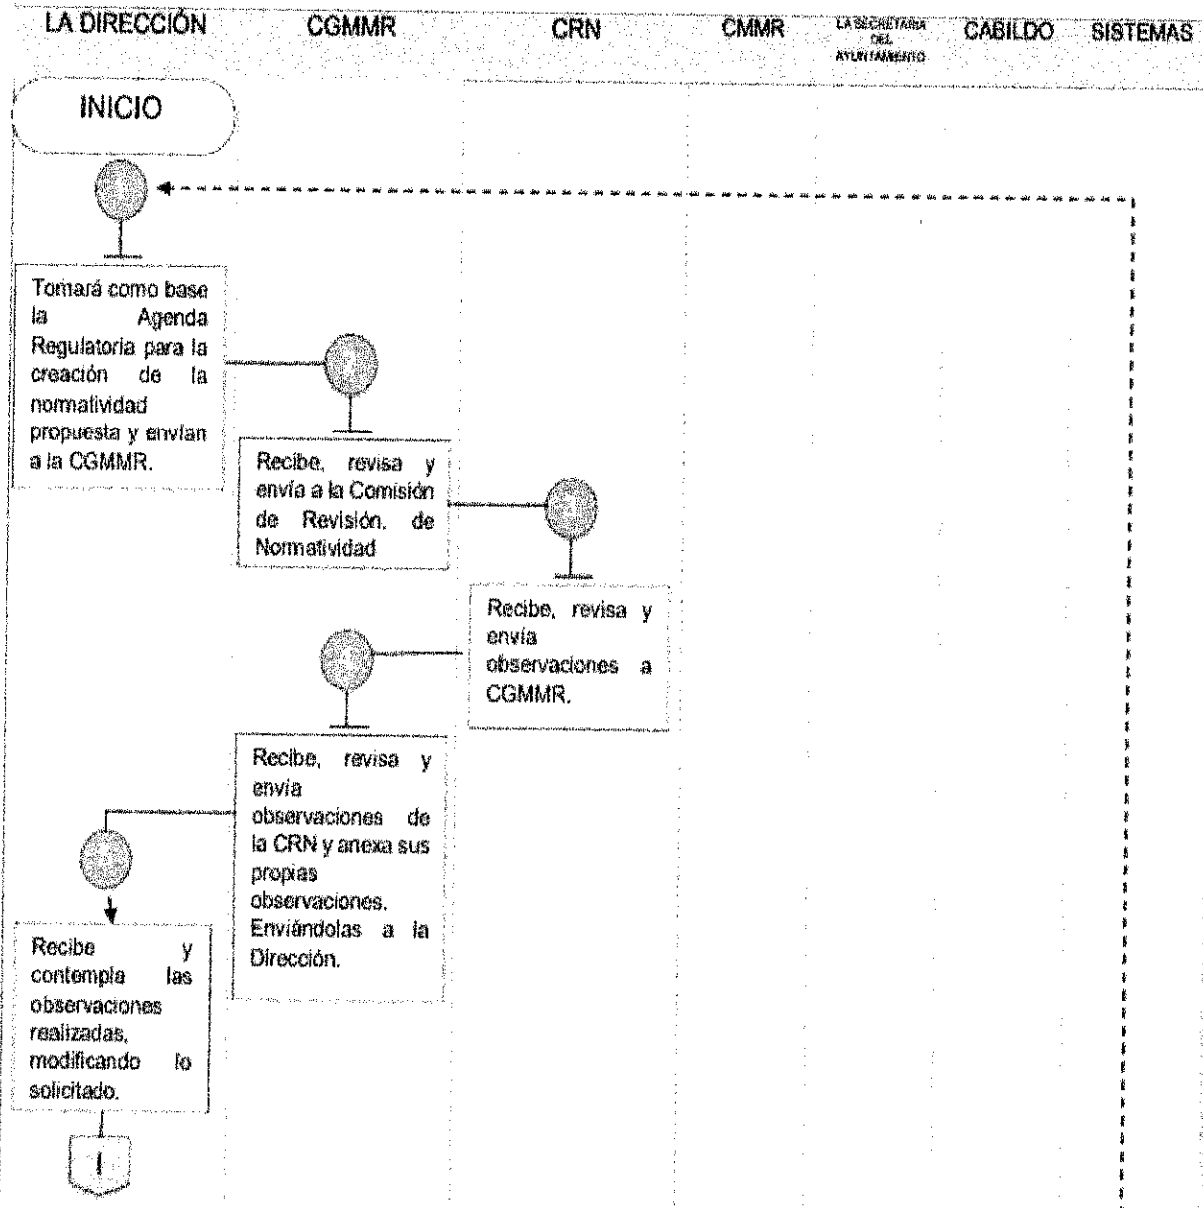 LA DIRECCIÓN CGMMR CRN CMMR LA SECRETARIA DEL AYUNTAMIENTO CABILDO SISTEMAS
INICIO
Tomará como base
la Agenda
Regulatoria para la
creación de la
normatividad
propuesta y envían
a la CGMMR.
Recibe, revisa y
envía a la Comisión
de Revisión. de
Normatividad
Recibe, revisa y
envía
observaciones a
CGMMR.
Recibe, revisa y
envía
observaciones de
la CRN y anexa sus
propias
observaciones.
Enviándolas a la
Dirección.
Recibe y
contempla las
observaciones
realizadas,
modificando lo
solicitado.
I